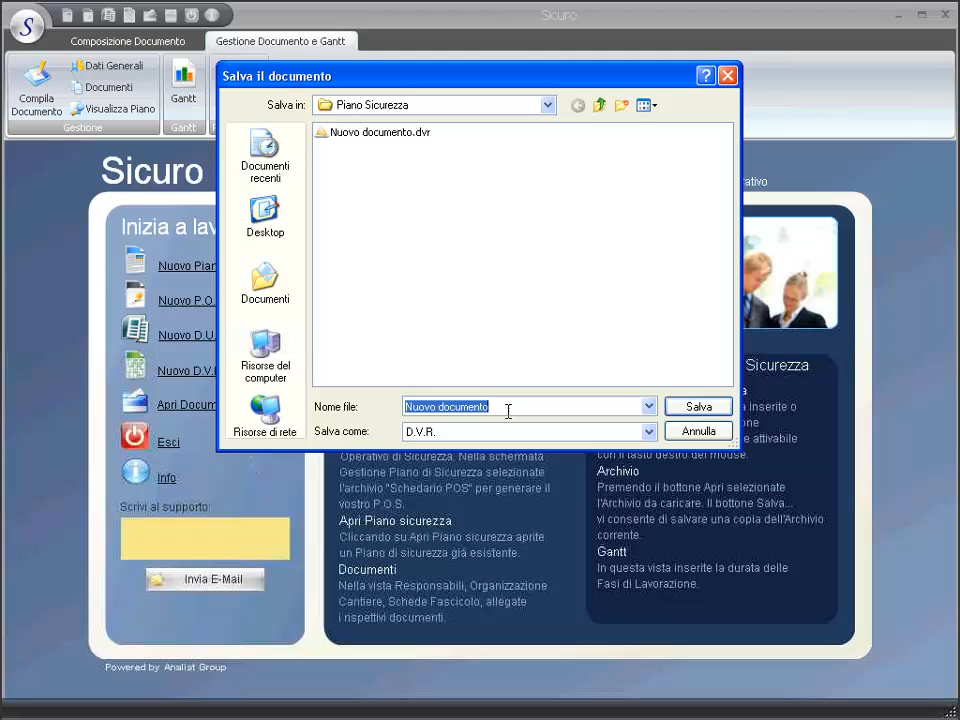 Sicuro
S
Composizione Documento
Gestione Documento e Gantt
Compila
Documento
Dati Generali
Documenti
Visualizza Piano
Gestione
Gantt
Gantt
Salva il documento
Salva in:
Piano Sicurezza
Nuovo documento.dvr
Documenti
recenti
Desktop
Documenti
Risorse del
computer
Risorse di rete
Nome file:
Nuovo documento
Salva
Salva come:
D.V.R.
Annulla
Sicuro
Inizia a la
Nuovo Pian
Nuovo P.O.
Nuovo D.U.
Nuovo D.V.
Apri Docum
Esci
Info
Scrivi al supporto:
Invia E-Mail
Operativo di Sicurezza. Nella schermata
Gestione Piano di Sicurezza selezionate
l'archivio "Schedario POS" per generare il
vostro P.O.S.
Apri Piano sicurezza
Cliccando su Apri Piano sicurezza aprite
un Piano di sicurezza già esistente.
Documenti
Nella vista Responsabili, Organizzazione
Cantiere, Schede Fascicolo, allegate
i rispettivi documenti.
rativo
Sicurezza
a
a inserite o
e attivabile
con il tasto destro del mouse.
Archivio
Premendo il bottone Apri selezionate
l'Archivio da caricare. Il bottone Salva...
vi consente di salvare una copia dell'Archivio
corrente.
Gantt
In questa vista inserite la durata delle
Fasi di Lavorazione.
Powered by Analist Group